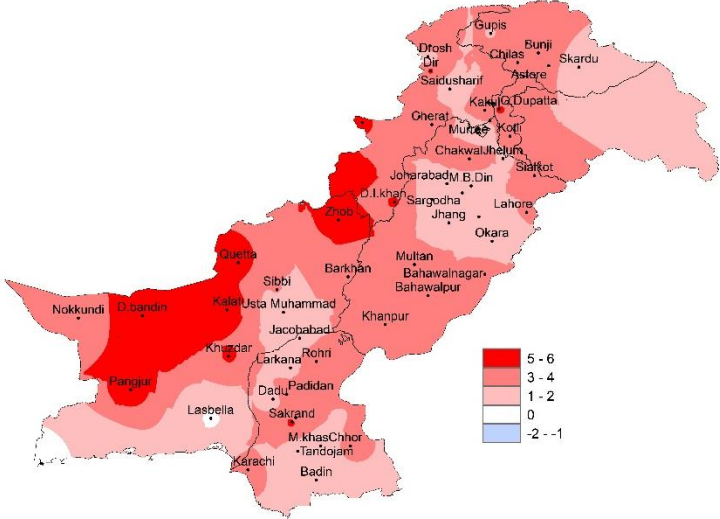 Gupis
Drosh
Dir
Chilas
Bunji
Astere
Skardu
Saidusharif
Kakul
G.Dupatta
Cherat
Murree
Kotli
Chakwal
Jhelum
Sialkot
Joharabad
M.B.Din
D.I.khan
Sargodha
Lahore
Zhob
Jhang
Okara
Quetta
Multan
Barkhan
Bahawalnagar
Sibbi
Bahawalpur
Nokkundi
D.bandin
Kalat
Usta Muhammad
Khanpur
Jacobabad
Khuzdar
Rohri
Larkana
Pangjur
Dadu
Padidan
Lasbella
Sakrand
M.khas
Chhor
Tandojam
Karachi
Badin
5 - 6
3 - 4
1 - 2
0
-2 - -1